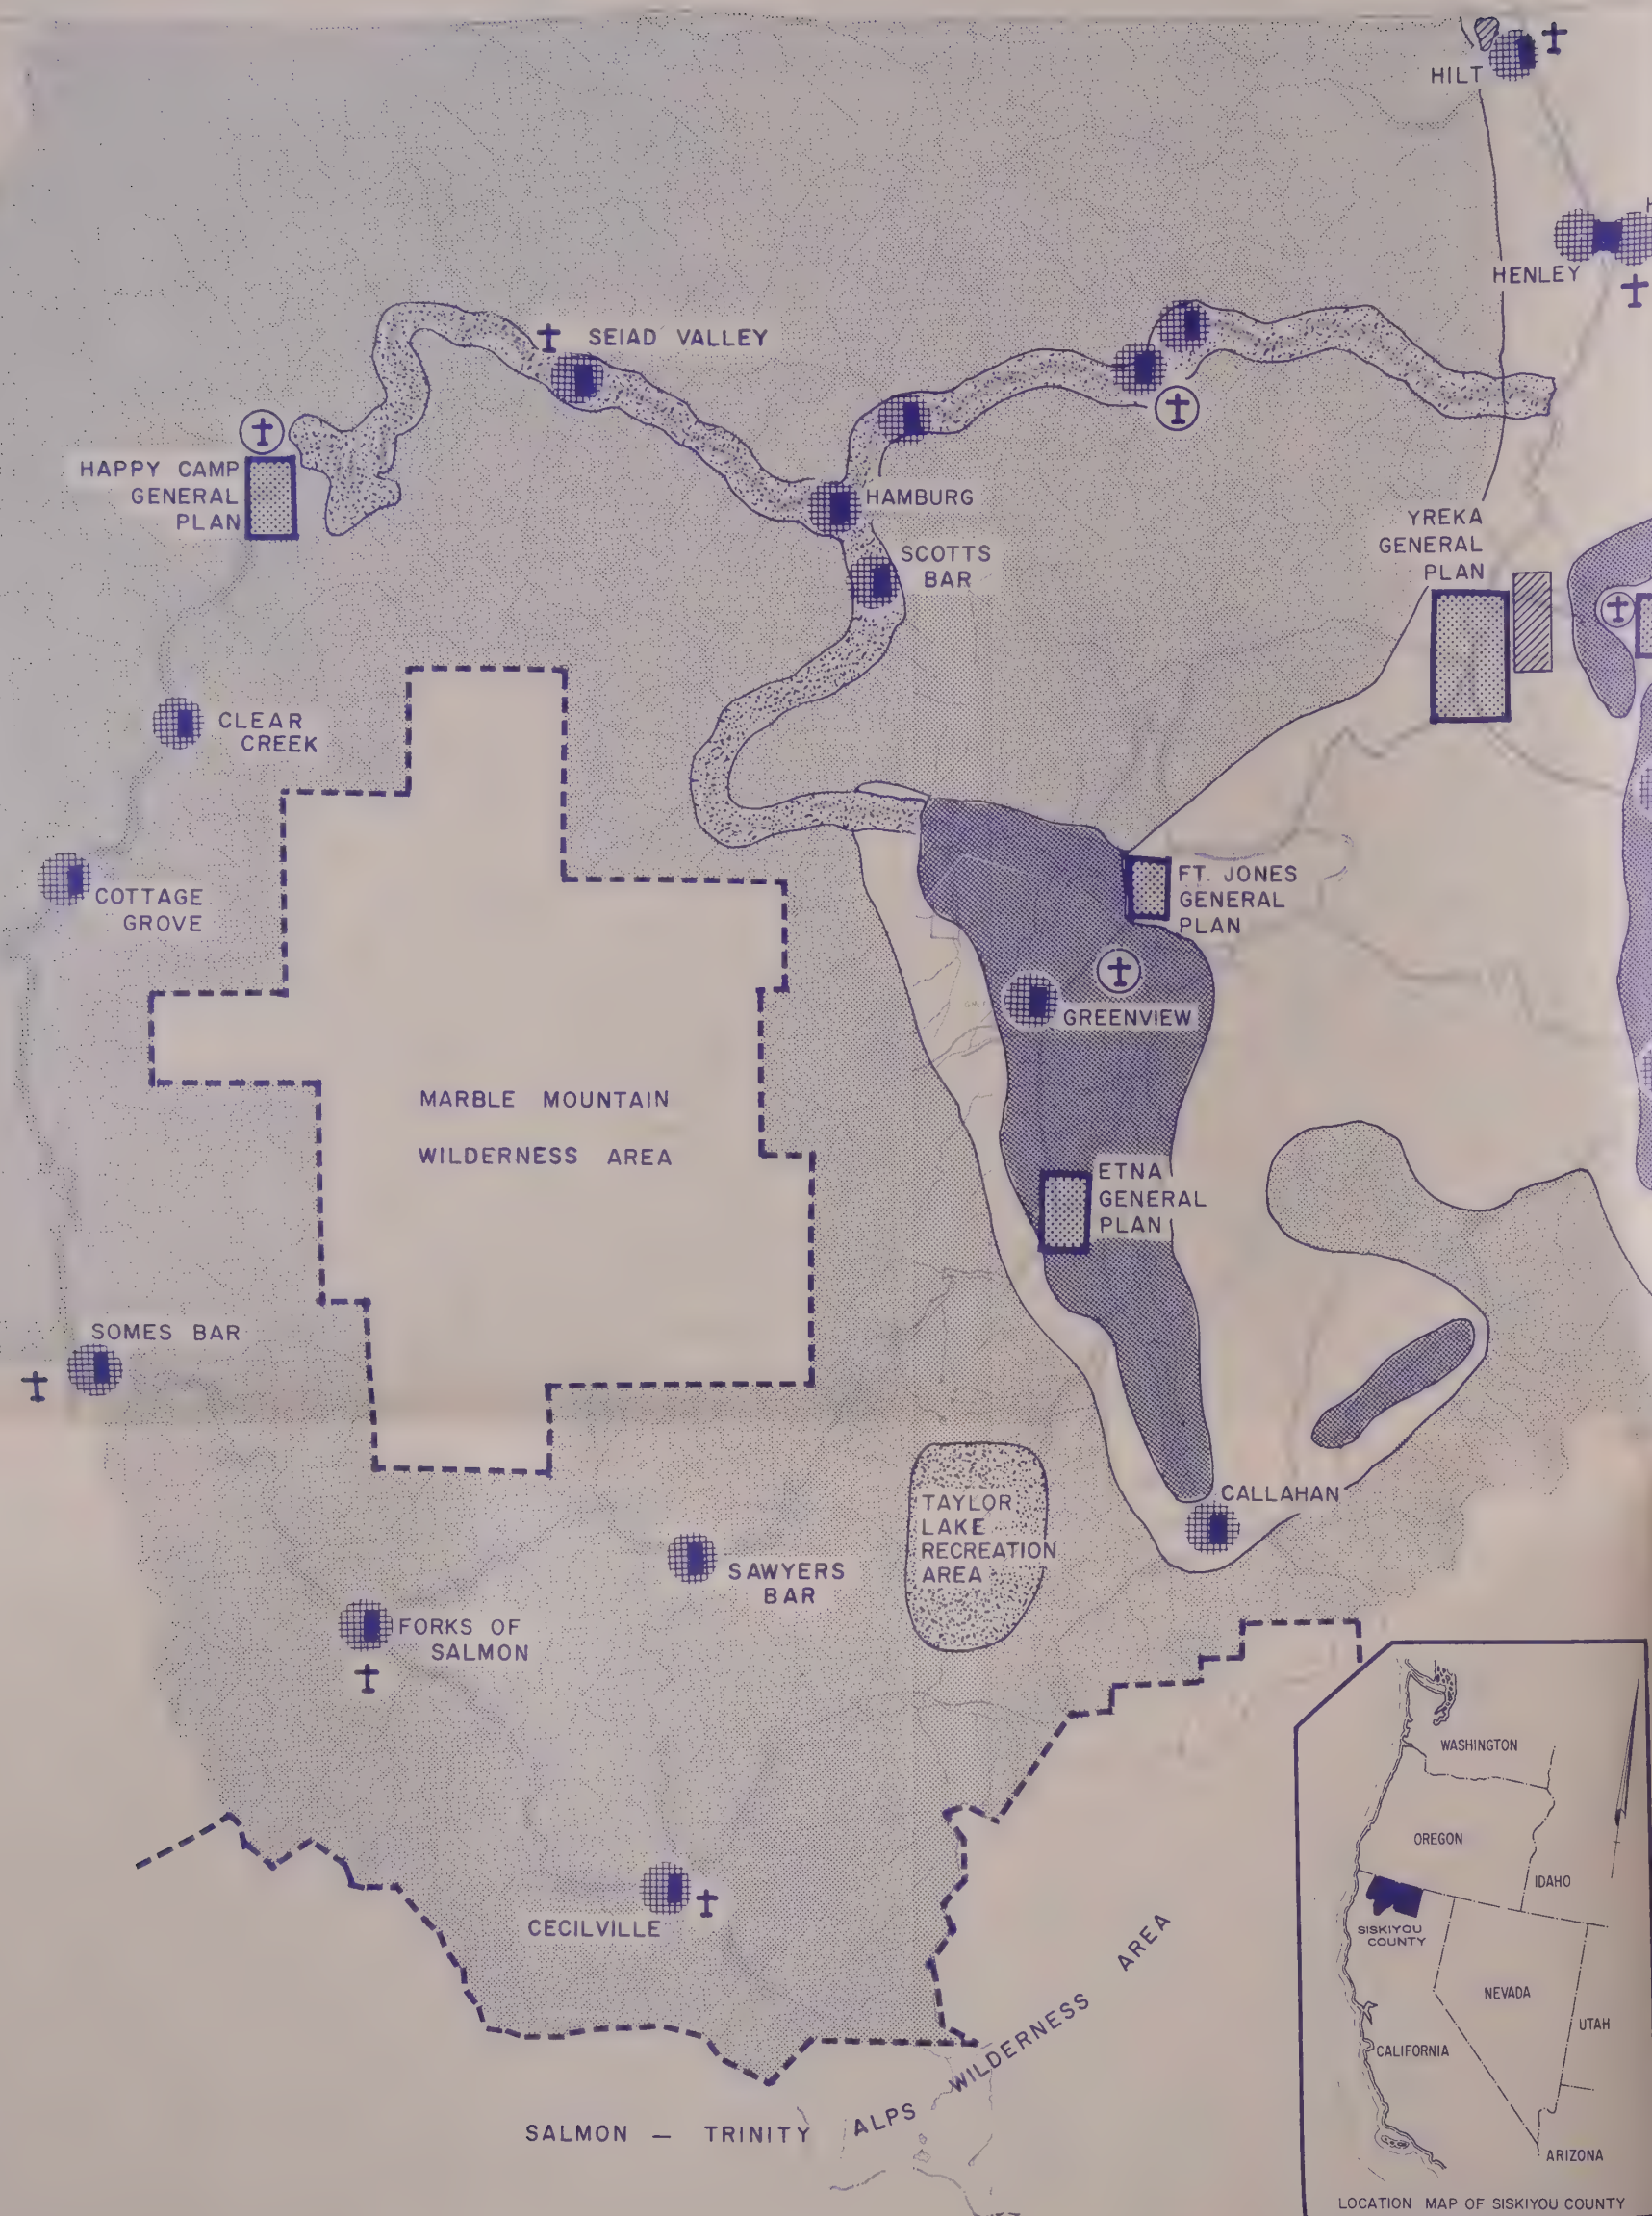 HILT
HENLEY
SEIAD VALLEY
HAPPY CAMP
GENERAL
PLAN
HAMBURG
SCOTTS
BAR
YREKA
GENERAL
PLAN
CLEAR
CREEK
COTTAGE
GROVE
FT. JONES
GENERAL
PLAN
GREENVIEW
MARBLE MOUNTAIN
WILDERNESS AREA
ETNA
GENERAL
PLAN
SOMES BAR
CALLAHAN
TAYLOR
LAKE
RECREATION
AREA
SAWYERS
BAR
FORKS OF
SALMON
CECILVILLE
SALMON — TRINITY ALPS WILDERNESS AREA
WASHINGTON
OREGON
IDAHO
SISKIYOU
COUNTY
NEVADA
UTAH
CALIFORNIA
ARIZONA
LOCATION MAP OF SISKIYOU COUNTY